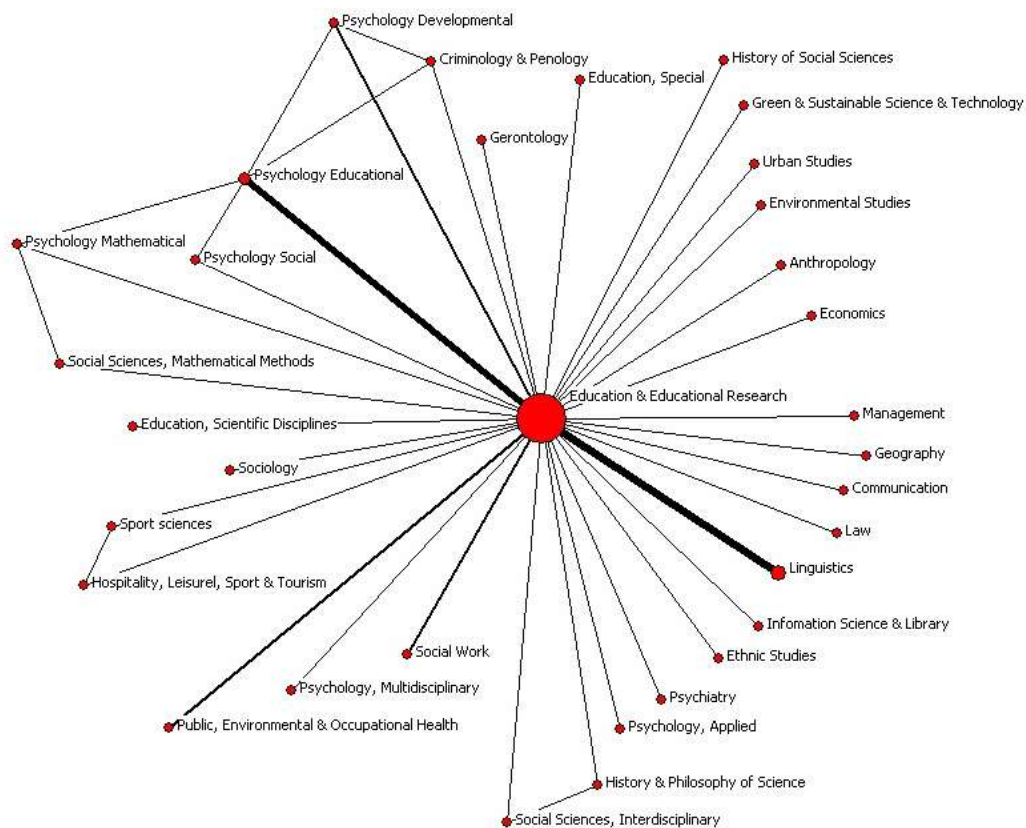 Psychology Developmental
History of Social Sciences
Criminology & Penology
Education, Special
Green & Sustainable Science & Technology
Gerontology
Urban Studies
Psychology Educational
Environmental Studies
Psychology Mathematical
Psychology Social
Anthropology
Economics
Social Sciences, Mathematical Methods
Education & Educational Research
Management
Education, Scientific Disciplines
Geography
Sociology
Communication
Sport sciences
Law
Linguistics
Hospitality, Leisurel, Sport & Tourism
Infomation Science & Library
Social Work
Ethnic Studies
Psychology, Multidisciplinary
Psychiatry
Public, Environmental & Occupational Health
Psychology, Applied
History & Philosophy of Science
Social Sciences, Interdisciplinary